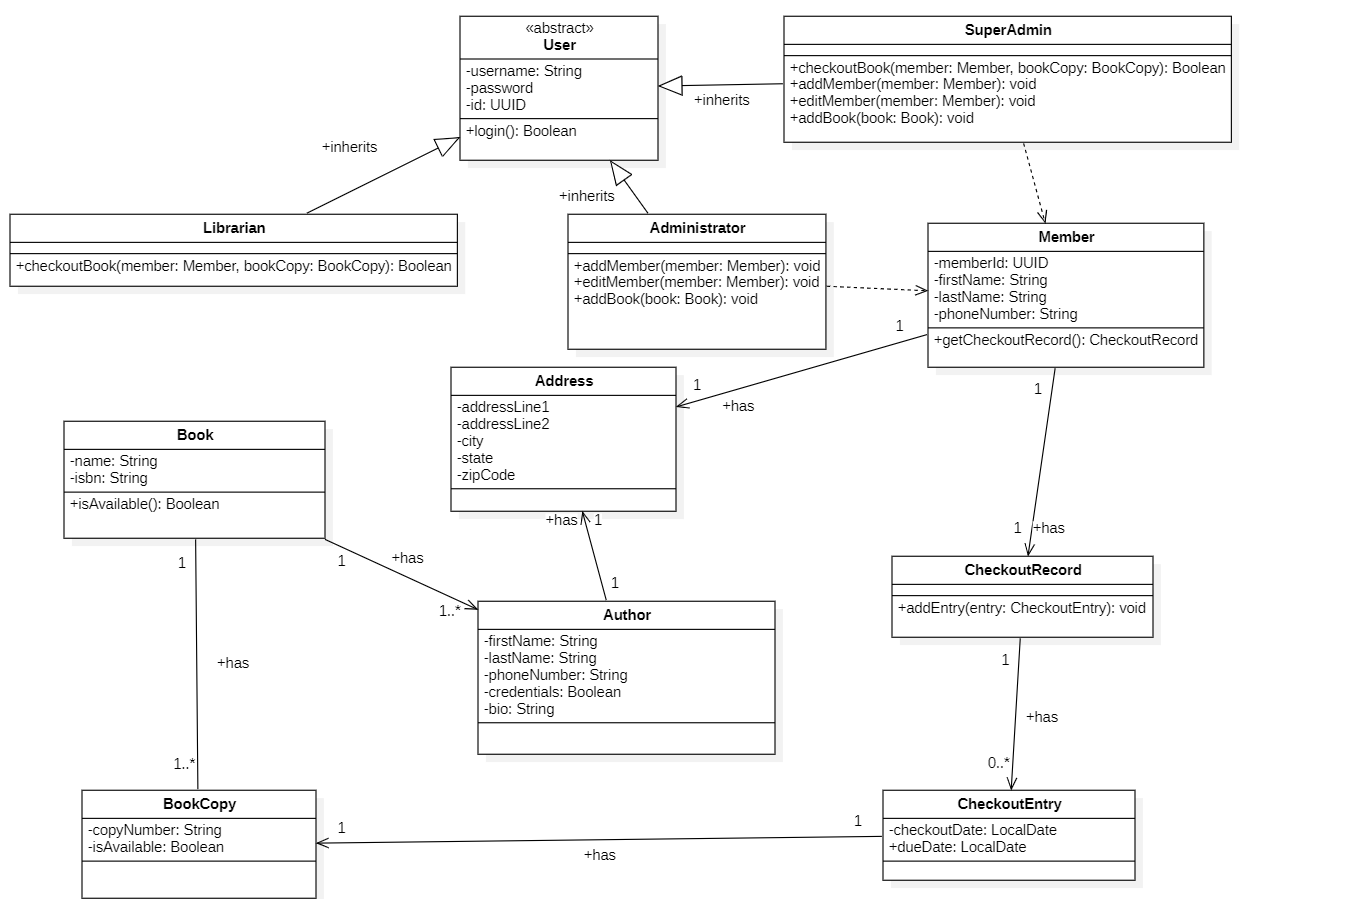 «abstract»
User
-username: String
-password
-id: UUID
+login(): Boolean
SuperAdmin
+checkoutBook(member: Member, bookCopy: BookCopy): Boolean
+addMember(member: Member): void
+editMember(member: Member): void
+addBook(book: Book): void
+inherits
+inherits
+inherits
Librarian
+checkoutBook(member: Member, bookCopy: BookCopy): Boolean
Administrator
+addMember(member: Member): void
+editMember(member: Member): void
+addBook(book: Book): void
Member
-memberId: UUID
-firstName: String
-lastName: String
-phoneNumber: String
+getCheckoutRecord(): CheckoutRecord
1
1
+has
1
Address
-addressLine1
-addressLine2
-city
-state
-zipCode
Book
-name: String
-isbn: String
+isAvailable(): Boolean
+has
1
1
+has
1
1
+has
1
1..*
1
+has
CheckoutRecord
+addEntry(entry: CheckoutEntry): void
Author
-firstName: String
-lastName: String
-phoneNumber: String
-credentials: Boolean
-bio: String
+has
1
+has
1..*
0..*
BookCopy
-copyNumber: String
-isAvailable: Boolean
1
1
+has
CheckoutEntry
-checkoutDate: LocalDate
+dueDate: LocalDate